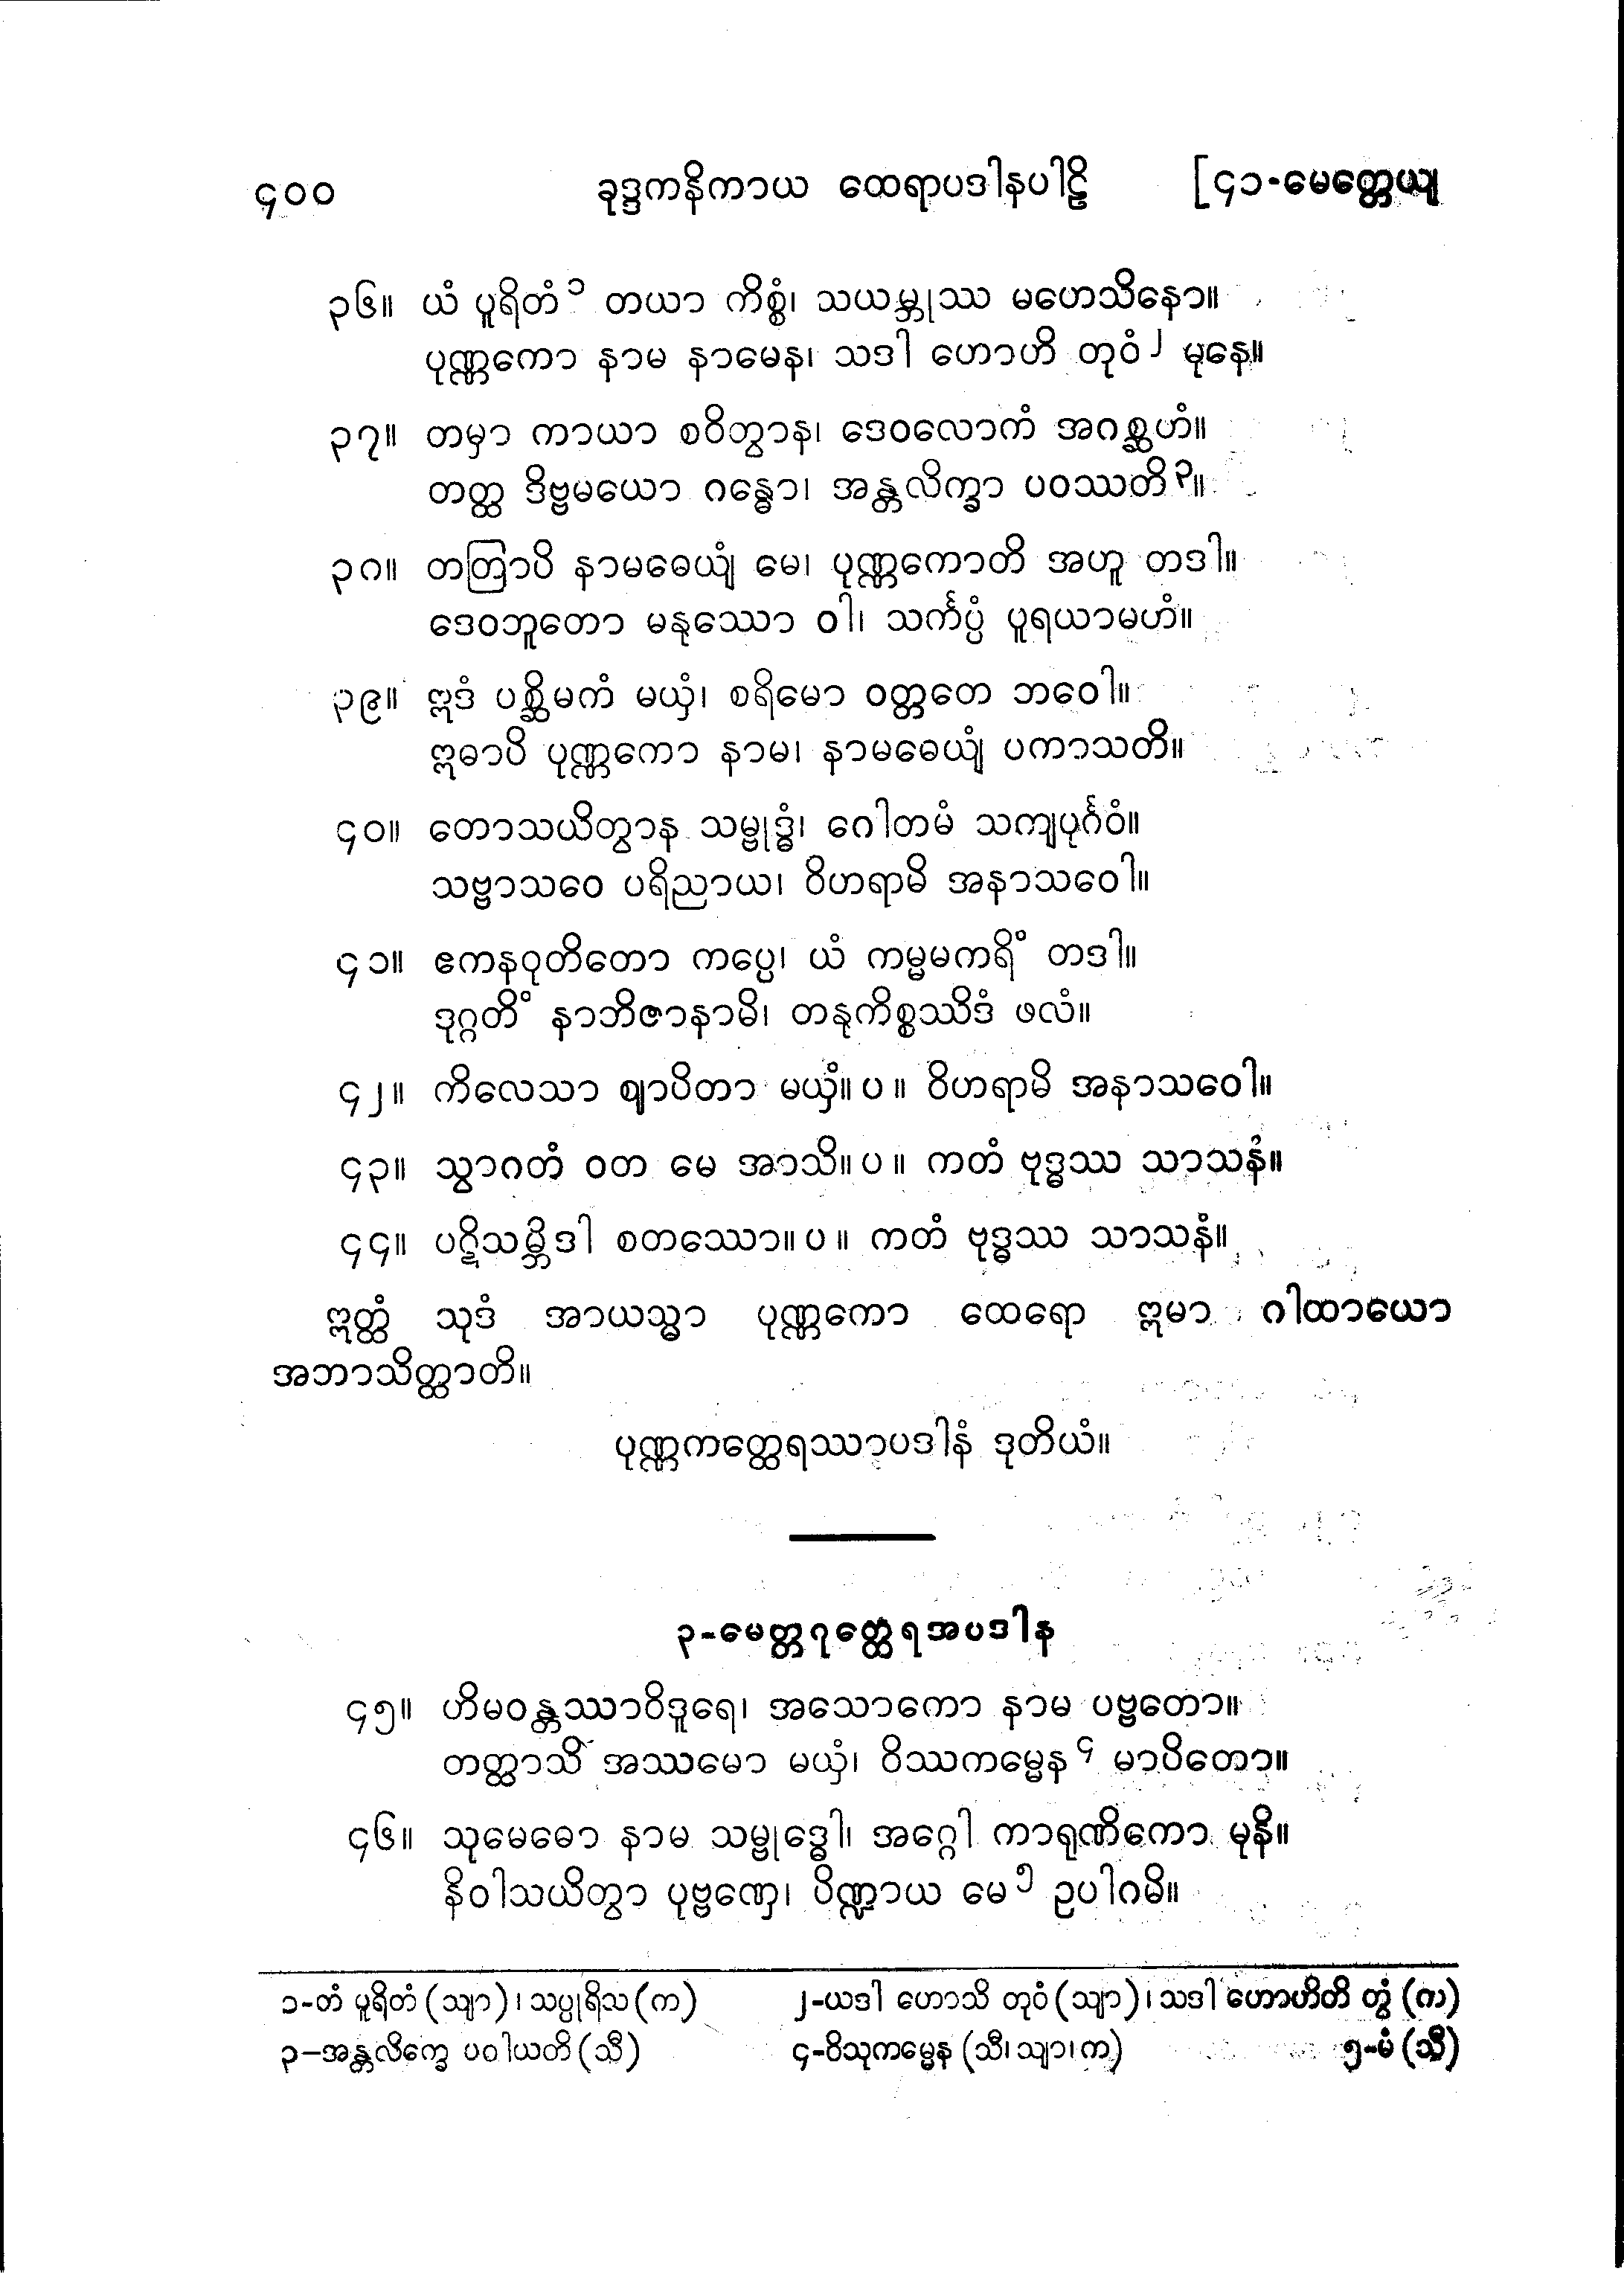 ၄၀၀ ခုဒ္ဒကနိကာယ ထေရာပဒါနပါဠိ [၄၁-မေတ္တေယျ
၃၆။ ယံ ပူရိတံ၁ တယာ ကိစ္စံ၊ သယမ္ဘုဿ မဟေသိနော။
ပုဏ္ဏကော နာမ နာမေန၊ သဒါ ဟောဟိ တုဝံ၂ မုနေ။
၃၇။ တမှာ ကာယာ စဝိတွာန၊ ဒေဝလောကံ အဂစ္ဆဟံ။
တတ္ထ ဒိဗ္ဗမယော ဂန္ဓော၊ အန္တလိက္ခာ ပဝဿတိ၃။
၃၈။ တတြာပိ နာမဓေယျံ မေ၊ ပုဏ္ဏကောတိ အဟူ တဒါ။
ဒေဝဘူတော မနုဿော ဝါ၊ သင်္ကပ္ပံ ပူရယာမဟံ။
၃၉။ ဣဒံ ပစ္ဆိမကံ မယှံ၊ စရိမော ဝတ္တတေ ဘဝေါ။
ဣဓာပိ ပုဏ္ဏကော နာမ၊ နာမဓေယျံ ပကာသတိ။
၄၀။ တောသယိတွာန သမ္ဗုဒ္ဓံ၊ ဂေါတမံ သကျပုင်္ဂဝံ။
သဗ္ဗာသဝေ ပရိညာယ၊ ဝိဟရာမိ အနာသဝေါ။
၄၁။ ဧကနဝုတိတော ကပ္ပေ၊ ယံ ကမ္မမကရိံ တဒါ။
ဒုဂ္ဂတိံ နာဘိဇာနာမိ၊ တနုကိစ္စဿိဒံ ဖလံ။
၄၂။ ကိလေသာ ဈာပိတာ မယှံ။ ပ။ ဝိဟရာမိ အနာသဝေါ။
၄၃။ သွာဂတံ ဝတ မေ အာသိ။ ပ။ ကတံ ဗုဒ္ဓဿ သာသနံ။
၄၄။ ပဋိသမ္ဘိဒါ စတဿော။ ပ။ ကတံ ဗုဒ္ဓဿ သာသနံ။
ဣတ္ထံ သုဒံ အာယသ္မာ ပုဏ္ဏကော ထေရော ဣမာ ဂါထာယော
အဘာသိတ္ထာတိ။
ပုဏ္ဏကတ္ထေရဿာပဒါနံ ဒုတိယံ။
၃-မေတ္တဂုတ္ထေရအပဒါန
၄၅။ ဟိမဝန္တဿာဝိဒူရေ၊ အသောကော နာမ ပဗ္ဗတော။
တတ္ထာသိ အဿမော မယှံ၊ ဝိဿကမ္မေန၄ မာပိတော။
၄၆။ သုမေဓော နာမ သမ္ဗုဒ္ဓေါ၊ အဂ္ဂေါ ကာရုဏိကော မုနိ။
နိဝါသယိတွာ ပုဗ္ဗဏှေ၊ ပိဏ္ဍာယ မေ၅ ဥပါဂမိ။
၁-တံ ပူရိတံ (သျာ)၊ သပ္ပုရိသ (က) ၂-ယဒါ ဟောသိ တုဝံ (သျာ)၊ သဒါ ဟောဟိတိ တွံ (က)
၃-အန္တလိက္ခေ ပဝါယတိ (သီ) ၄-ဝိသုကမ္မေန (သီ၊ သျာ၊ က) ၅-မံ (သီ)